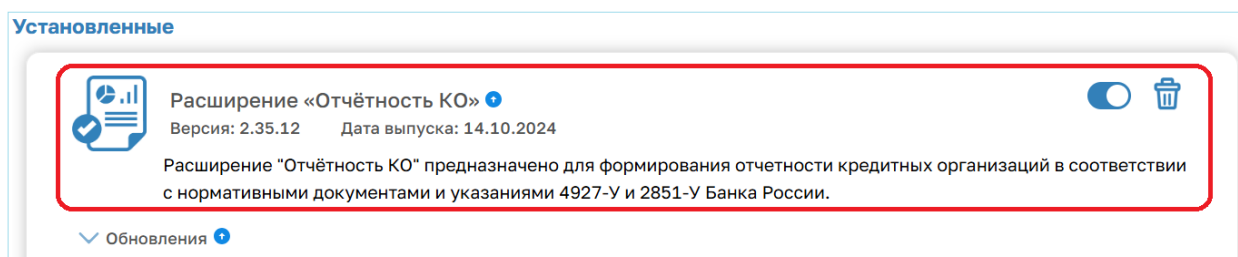 Установленные
Расширение «Отчётность КО»
Версия: 2.35.12 Дата выпуска: 14.10.2024
Расширение "Отчётность КО" предназначено для формирования отчетности кредитных организаций в соответствии
с нормативными документами и указаниями 4927-У и 2851-У Банка России.
Обновления